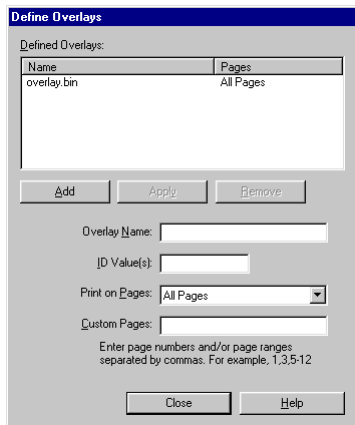 Define Overlays
Defined Overlays:
Name Pages
overlay.bin All Pages
Add Apply Remove
Overlay Name:
ID Value(s):
Print on Pages: All Pages
Custom Pages:
Enter page numbers and/or page ranges
separated by commas. For example, 1,3,5-12
Close Help